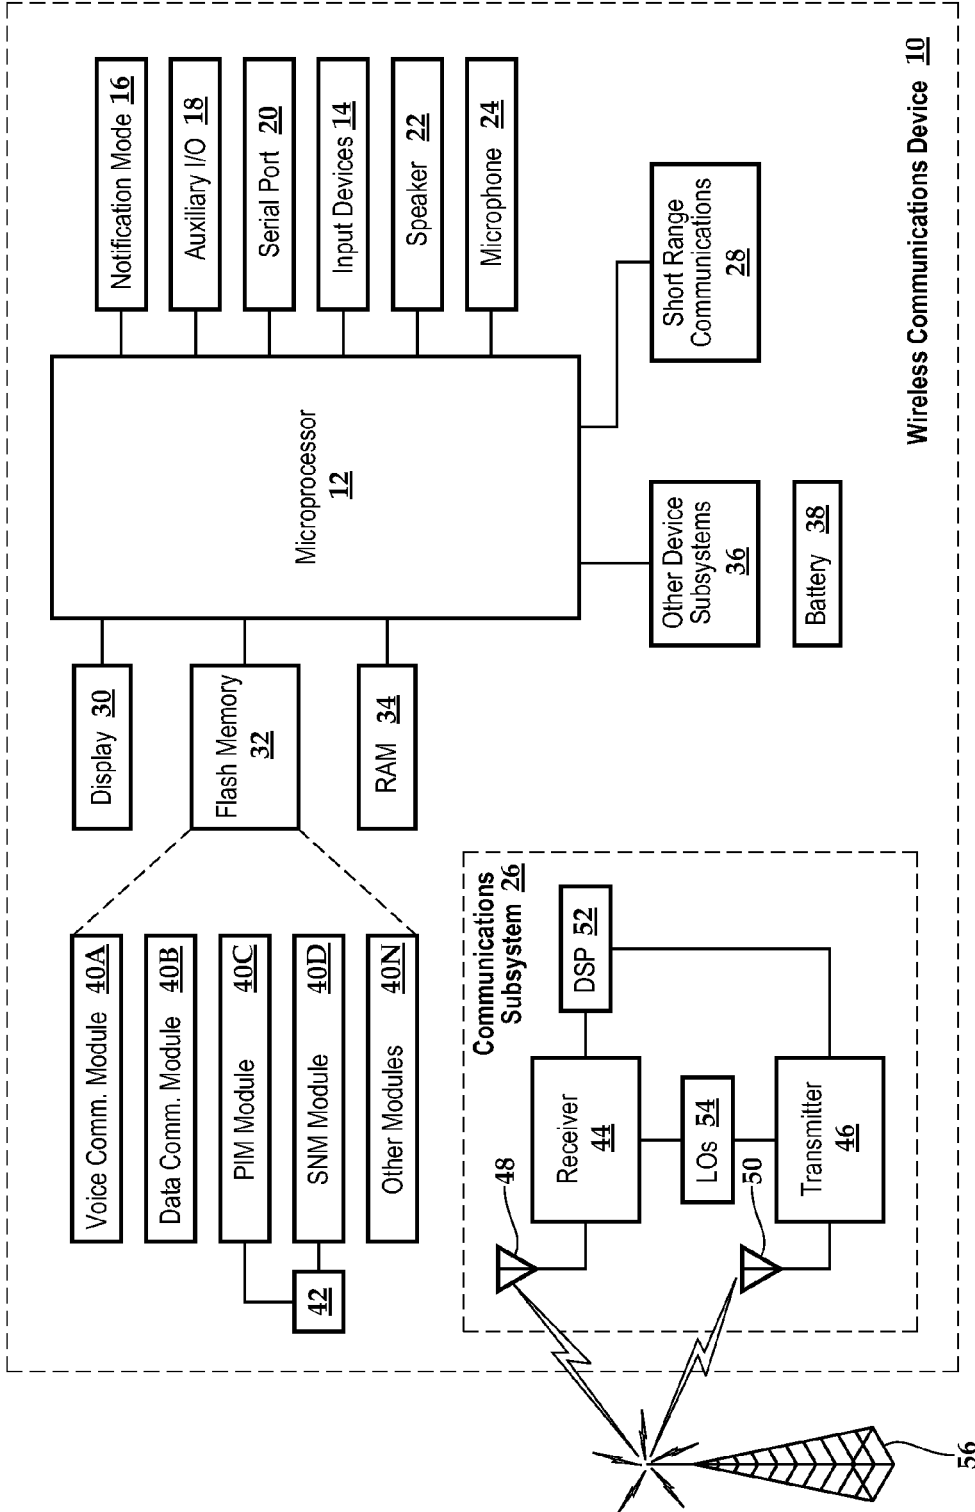 Voice Comm. Module 40A
Data Comm. Module 40B
PIM Module 40C
SNM Module 40D
Other Modules 40N
42
Display 30
Flash Memory
32
RAM 34
Microprocessor
12
Notification Mode 16
Auxiliary I/O 18
Serial Port 20
Input Devices 14
Speaker 22
Microphone 24
Communications
Subsystem 26
48
Receiver
44
DSP 52
LOs 54
50
Transmitter
46
56
Other Device
Subsystems
36
Battery 38
Short Range
Communications
28
Wireless Communications Device 10